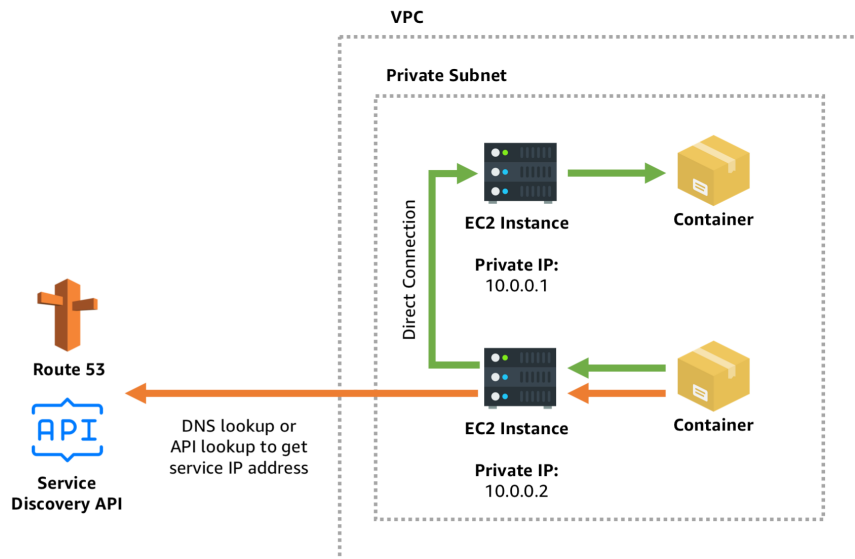 VPC
Private Subnet
EC2 Instance
Container
Private IP:
10.0.0.1
Direct Connection
Route 53
EC2 Instance
Container
DNS lookup or
API lookup to get
service IP address
Private IP:
10.0.0.2
API
Service
Discovery API